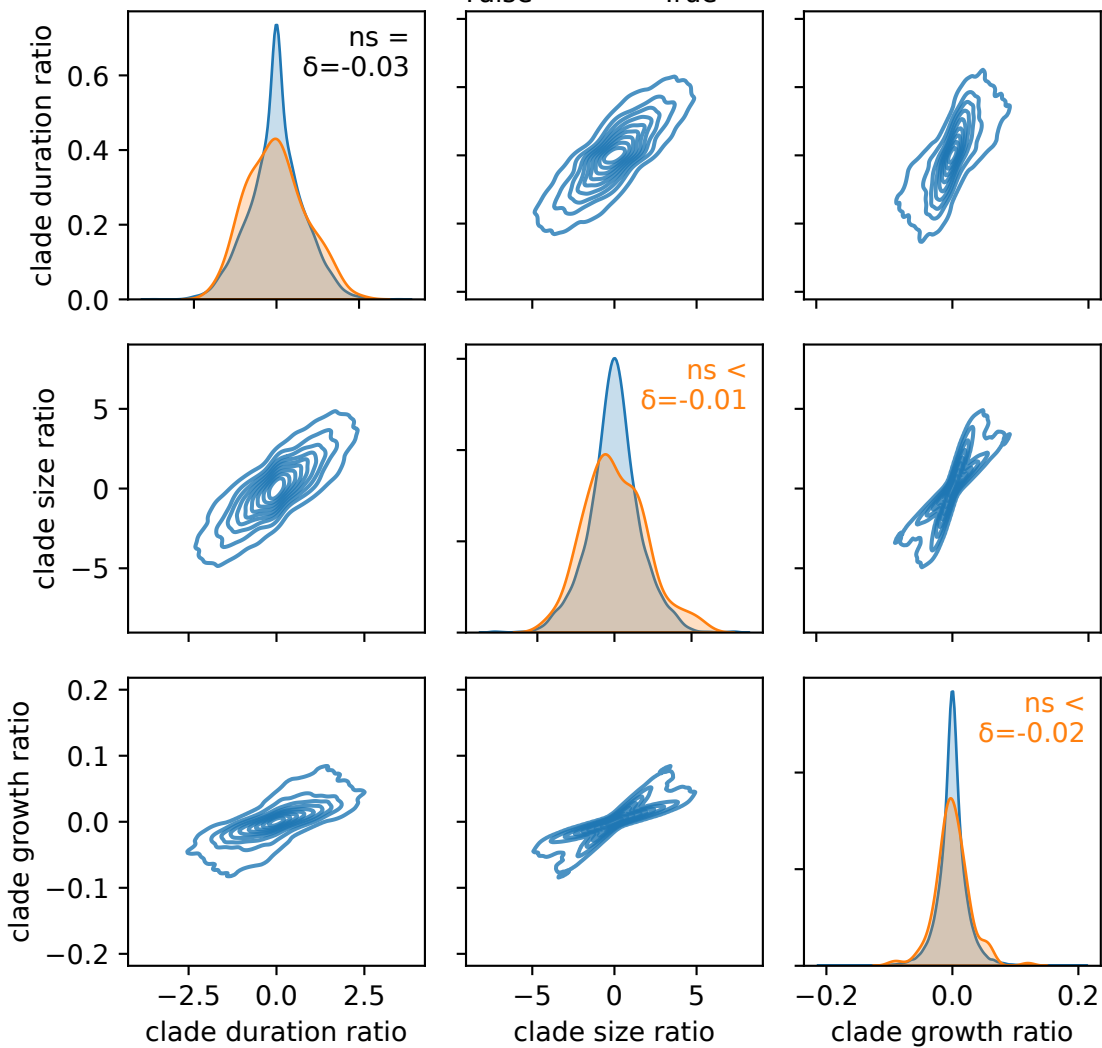 ns =
δ=-0.03
clade duration ratio
0.6
0.4
0.2
0.0
ns <
δ=-0.01
clade size ratio
5
0
−5
ns <
δ=-0.02
clade growth ratio
0.2
0.1
0.0
−0.1
−0.2
−2.5 0.0 2.5
−5 0 5
−0.2 0.0 0.2
clade duration ratio
clade size ratio
clade growth ratio